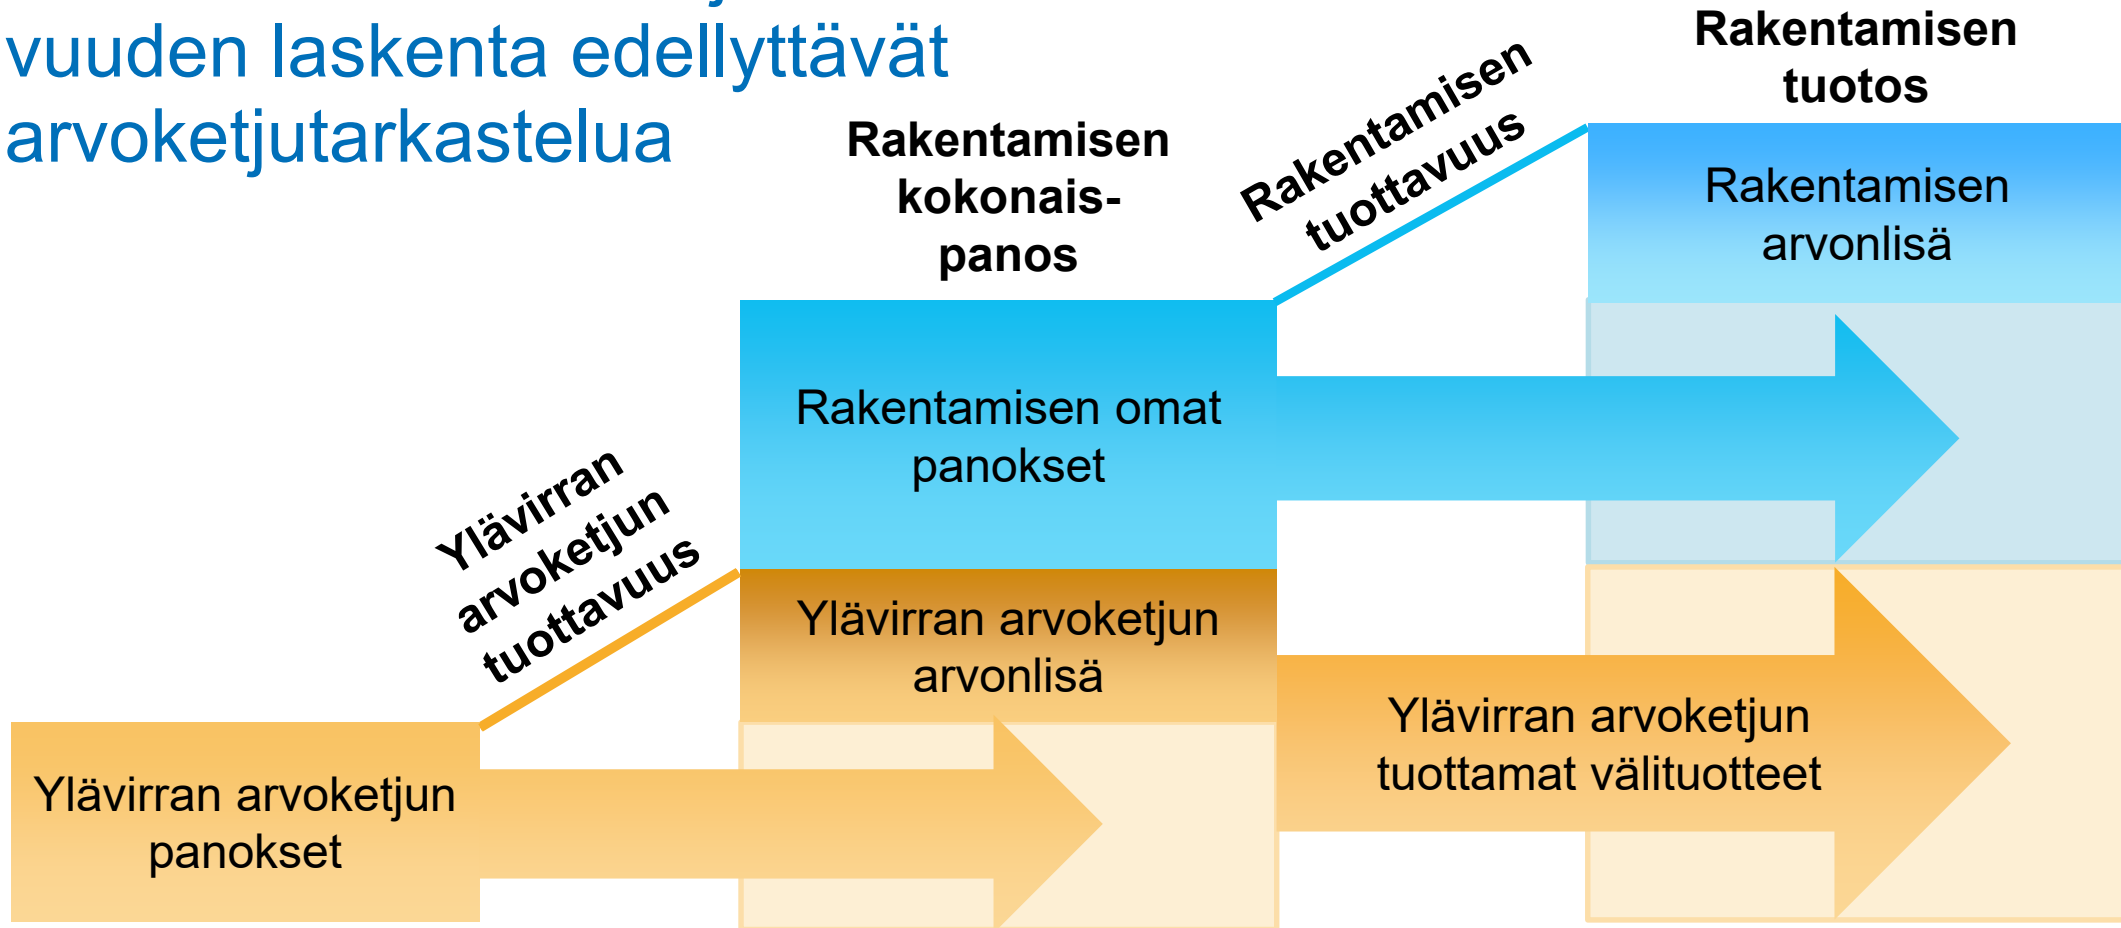 vuuden laskenta edellyttävät
arvoketjutarkastelua
Rakentamisen
kokonais-
panos
Rakentamisen
tuottavuus
Rakentamisen
tuotos
Rakentamisen
arvonlisä
Rakentamisen omat
panokset
Ylävirran
arvoketjun
tuottavuus
Ylävirran arvoketjun
arvonlisä
Ylävirran arvoketjun
tuottamat välituotteet
Ylävirran arvoketjun
panokset